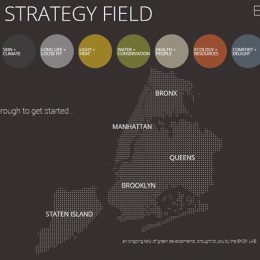 STRATEGY FIELD
E
SKIN +
CLIMATE
LONG LIFE +
LOOSE FIT
LIGHT +
HEAT
WATER +
CONSERVATION
HEALTH +
PEOPLE
ECOLOGY +
RESOURCES
COMFORT +
DELIGHT
rough to get started...
BRONX
MANHATTAN
QUEENS
BROOKLYN
STATEN ISLAND
an ongoing tally of green developments brought to you by the BKSK LAB